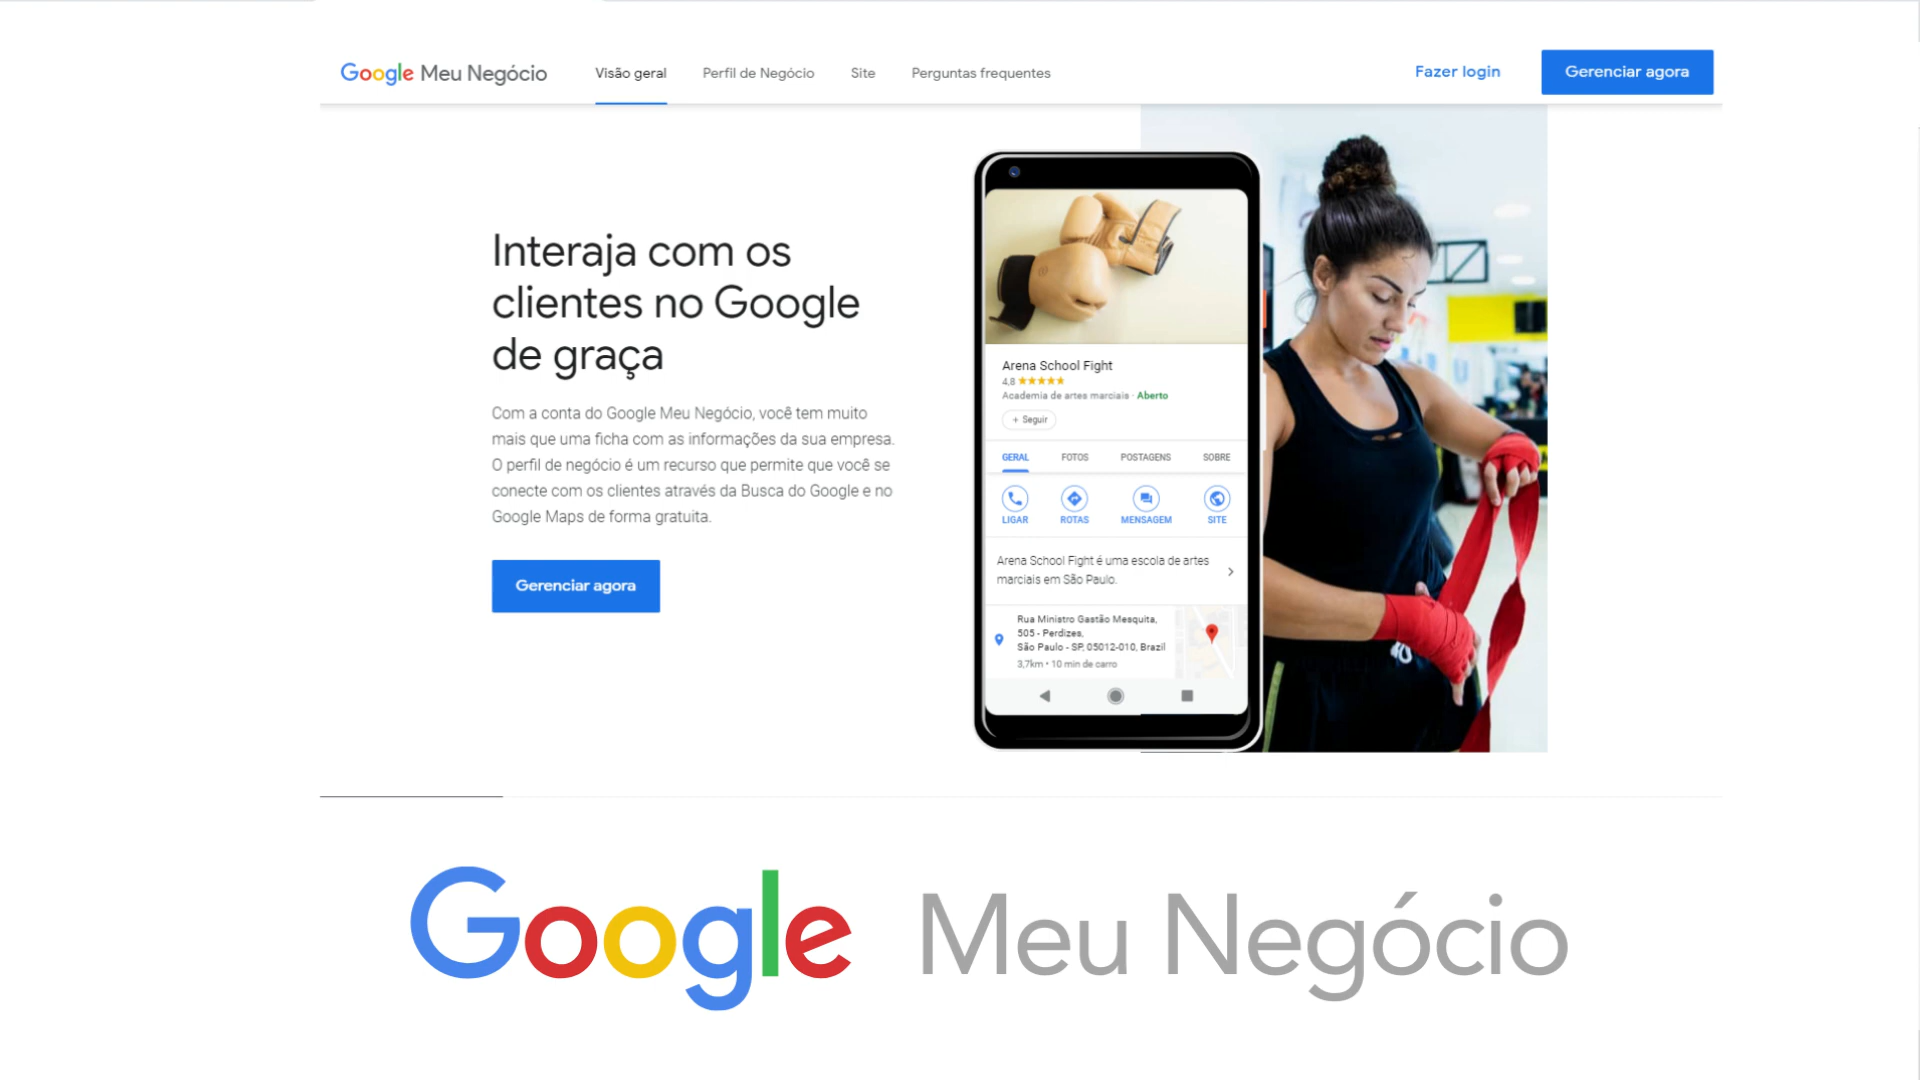 Google Meu Negócio
Visão geral
Perfil de Negócio
Site
Perguntas frequentes
Fazer login
Gerenciar agora
Interaja com os
clientes no Google
de graça
Com a conta do Google Meu Negócio, você tem muito
mais que uma ficha com as informações da sua empresa.
O perfil de negócio é um recurso que permite que você se
conecte com os clientes através da Busca do Google e no
Google Maps de forma gratuita.
Gerenciar agora
Arena School Fight
4,8
Academia de artes marciais · Aberto
+ Seguir
GERAL
FOTOS
POSTAGENS
SOBRE
LIGAR
ROTAS
MENSAGEM
SITE
Arena School Fight é uma escola de artes
marciais em São Paulo.
Rua Ministro Gastão Mesquita,
505 - Perdizes,
São Paulo - SP, 05012-010, Brazil
3,7km • 10 min de carro
Google Meu Negócio